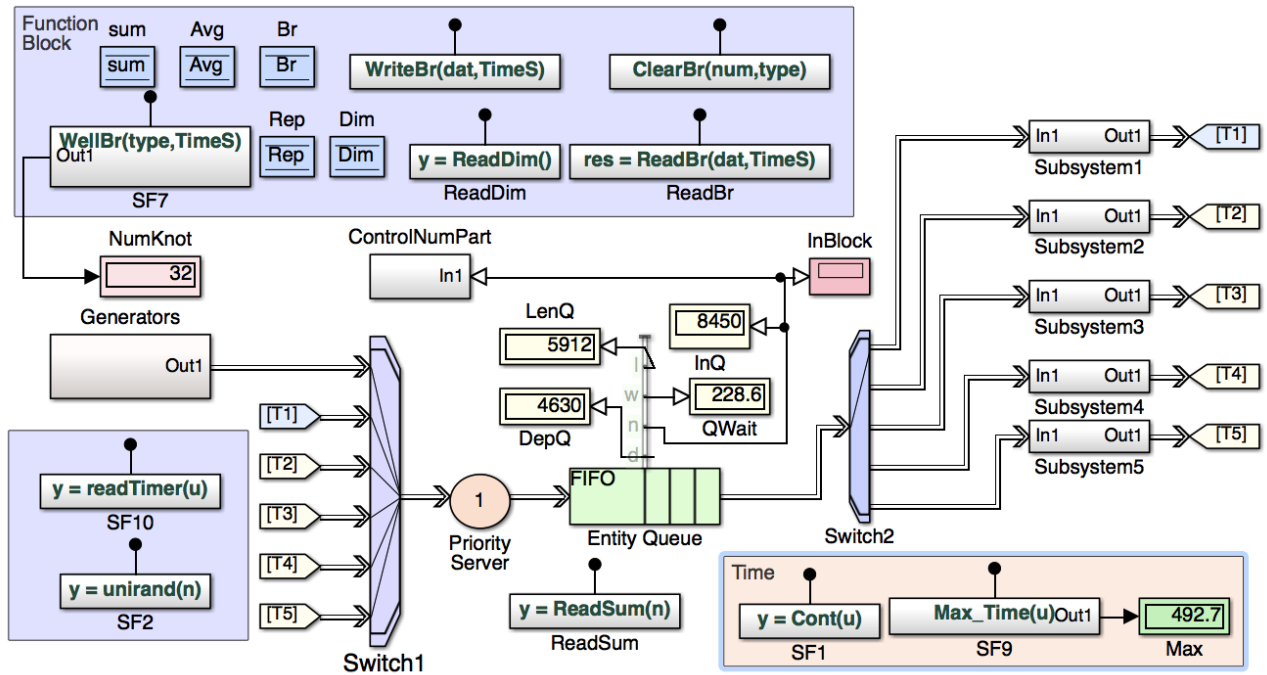 Function
Block
sum
Avg
Br
sum
Avg
Br
WriteBr(dat,TimeS)
ClearBr(num,type)
WellBr(type,TimeS)
Out1
SF7
Rep
Dim
Rep
Dim
y = ReadDim()
ReadDim
res = ReadBr(dat,TimeS)
ReadBr
In1 Out1
Subsystem1
[T1]
In1 Out1
Subsystem2
[T2]
In1 Out1
Subsystem3
[T3]
In1 Out1
Subsystem4
[T4]
In1 Out1
Subsystem5
[T5]
NumKnot
32
ControlNumPart
In1
InBlock
Generators
Out1
LenQ
5912
8450
InQ
4630
DepQ
228.6
QWait
l
w
n
d
[T1]
[T2]
[T3]
[T4]
[T5]
Switch1
y = readTimer(u)
SF10
y = unirand(n)
SF2
1
Priority
Server
FIFO
Entity Queue
Switch2
y = ReadSum(n)
ReadSum
Time
y = Cont(u)
SF1
Max_Time(u)
Out1
SF9
492.7
Max